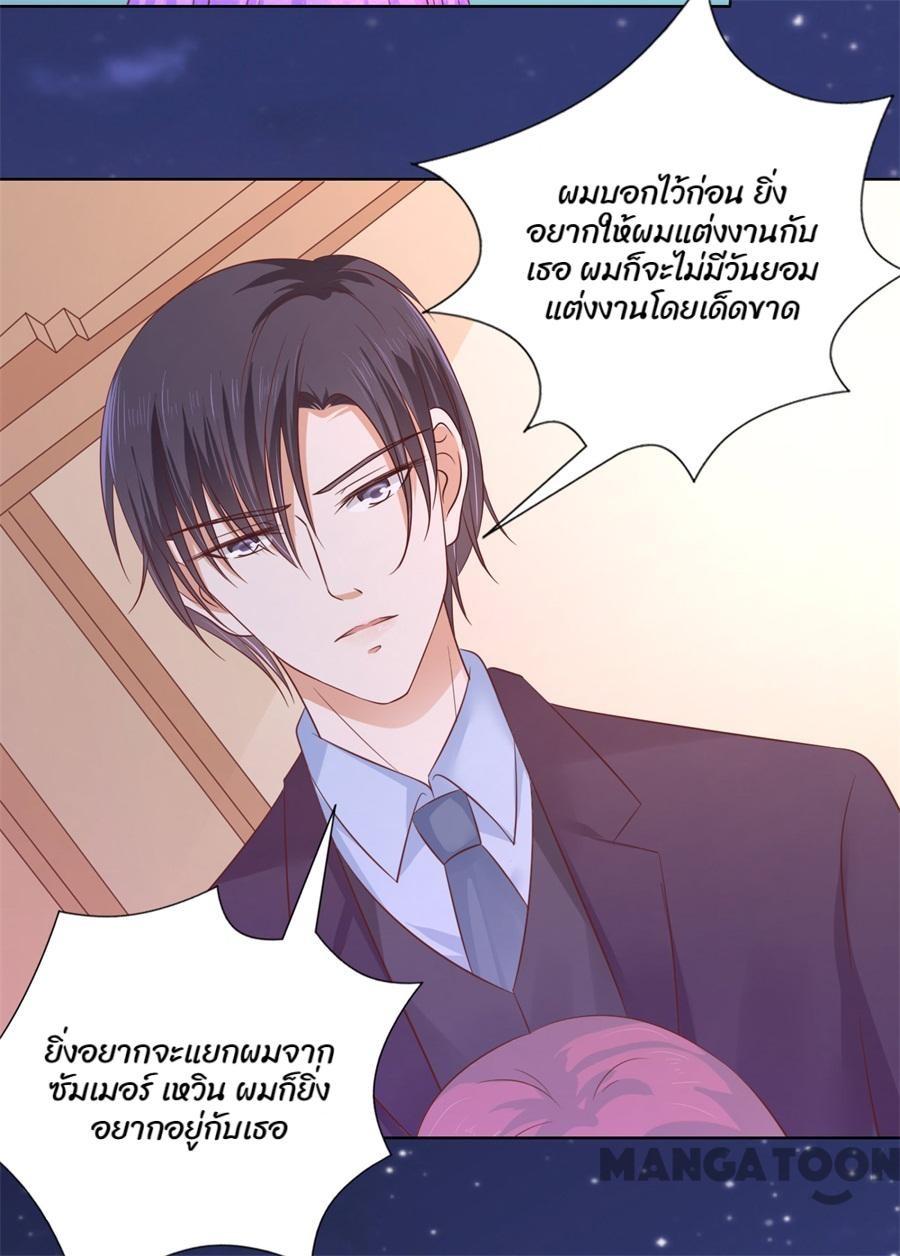 ผมบอกไว้ก่อน ยิ่ง
อยากให้ผมแต่งงานกับ
เธอ ผมก็จะไม่มีวันยอม
แต่งงานโดยเด็ดขาด
ยิ่งอยากจะแยกผมจาก
ซัมเมอร์ เหวิน ผมก็ยิ่ง
อยากอยู่กับเธอ
MANGATOON